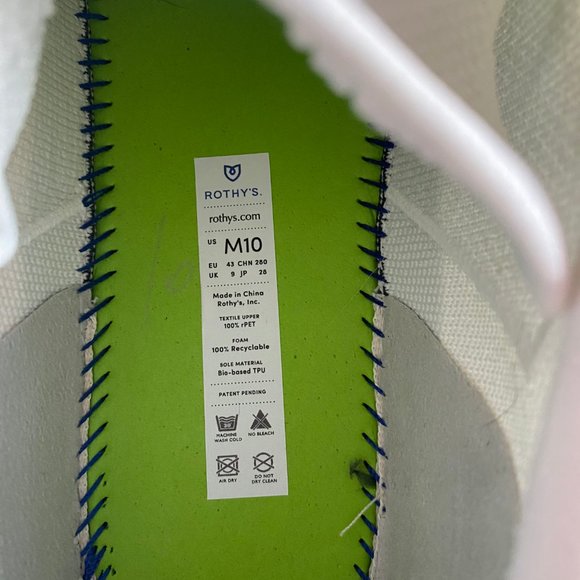 ROTHY'S.
rothys.com
US M10
EU 43 CHN 280
UK 9 JP 28
Made in China
Rothy's, Inc.
TEXTILE UPPER
100% rPET
FOAM
100% Recyclable
SOLE MATERIAL
Bio-based TPU
PATENT PENDING
30
MACHINE WASH COLD
NO BLEACH
AIR DRY
DO NOT DRY CLEAN